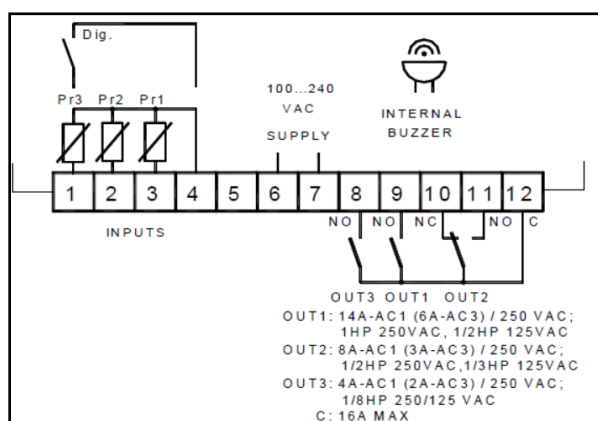 Dig.
Pr3 Pr2 Pr1
100...240
VAC
SUPPLY
INTERNAL
BUZZER
1 2 3 4 5 6 7 8 9 10 11 12
INPUTS
NO NO NC NO C
OUT3 OUT1 OUT2
OUT1: 14A-AC1 (6A-AC3) / 250 VAC;
1HP 250VAC, 1/2HP 125VAC
OUT2: 8A-AC1 (3A-AC3) / 250 VAC;
1/2HP 250VAC,1/3HP 125VAC
OUT3: 4A-AC1 (2A-AC3) / 250 VAC;
1/8HP 250/125 VAC
C: 16A MAX